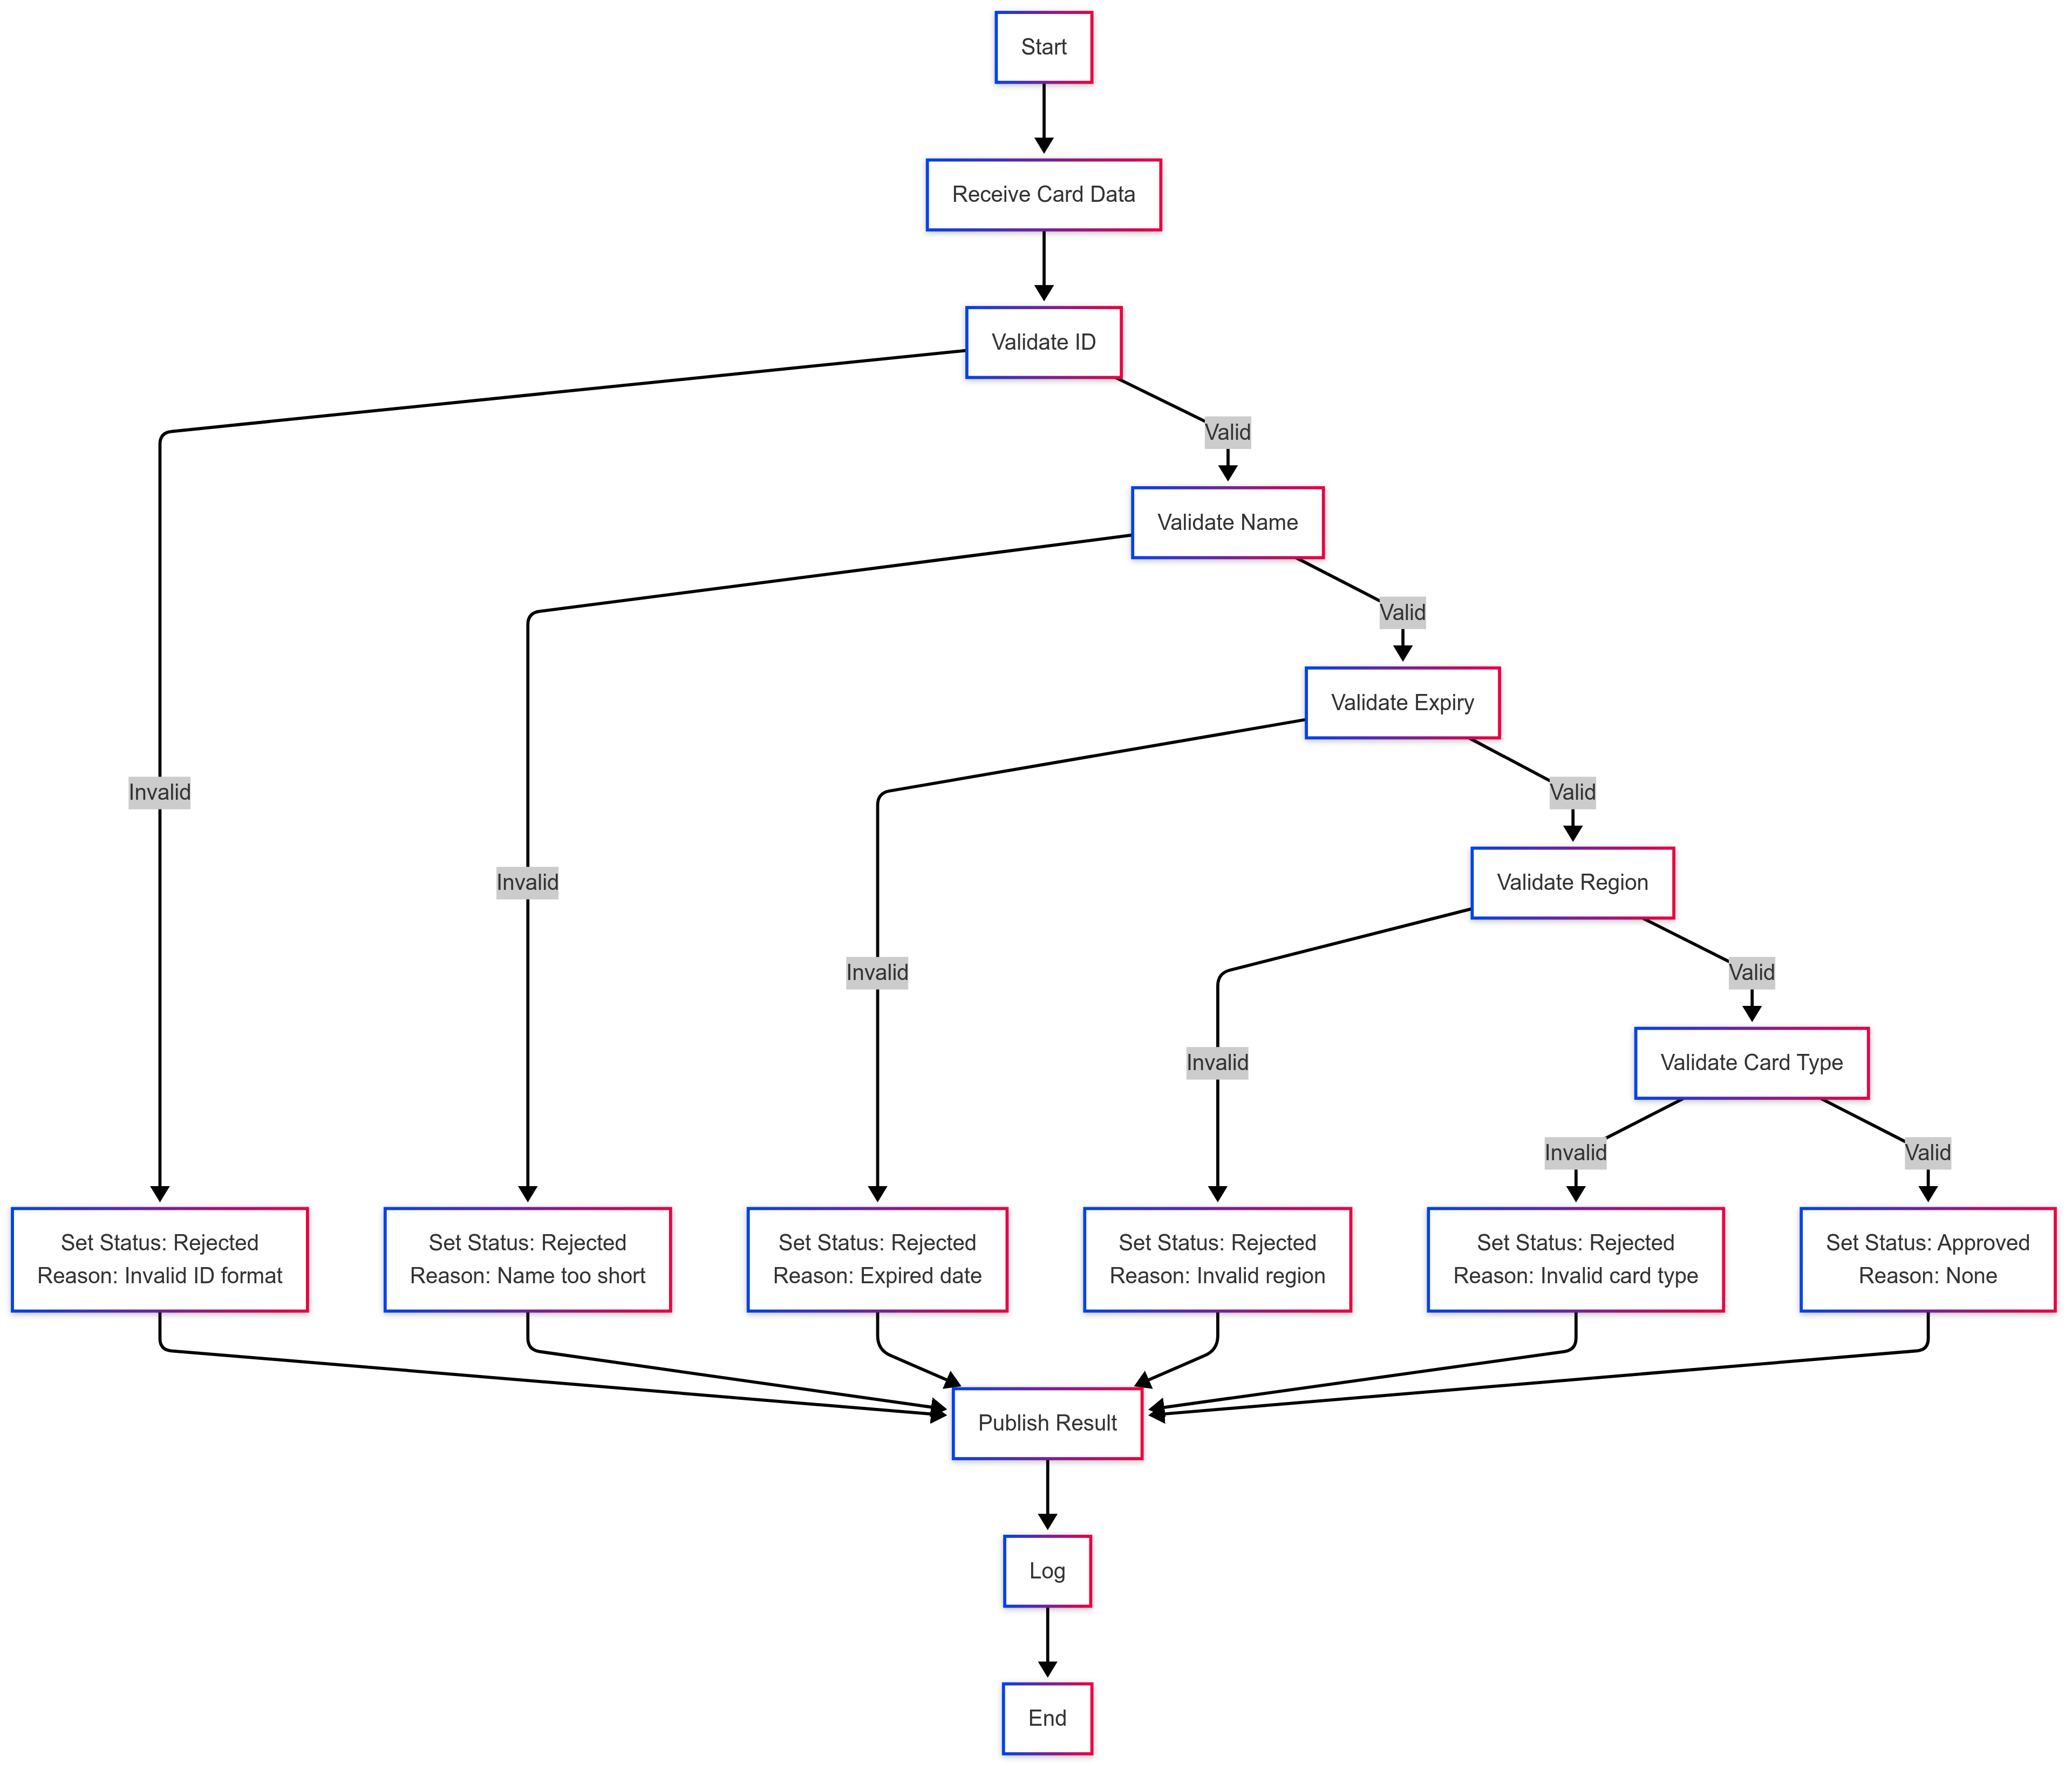 Start
Receive Card Data
Validate ID
Valid
Validate Name
Valid
Validate Expiry
Invalid
Valid
Invalid
Validate Region
Invalid
Valid
Invalid
Validate Card Type
Invalid
Valid
Set Status: Rejected
Reason: Invalid ID format
Set Status: Rejected
Reason: Name too short
Set Status: Rejected
Reason: Expired date
Set Status: Rejected
Reason: Invalid region
Set Status: Rejected
Reason: Invalid card type
Set Status: Approved
Reason: None
Publish Result
Log
End